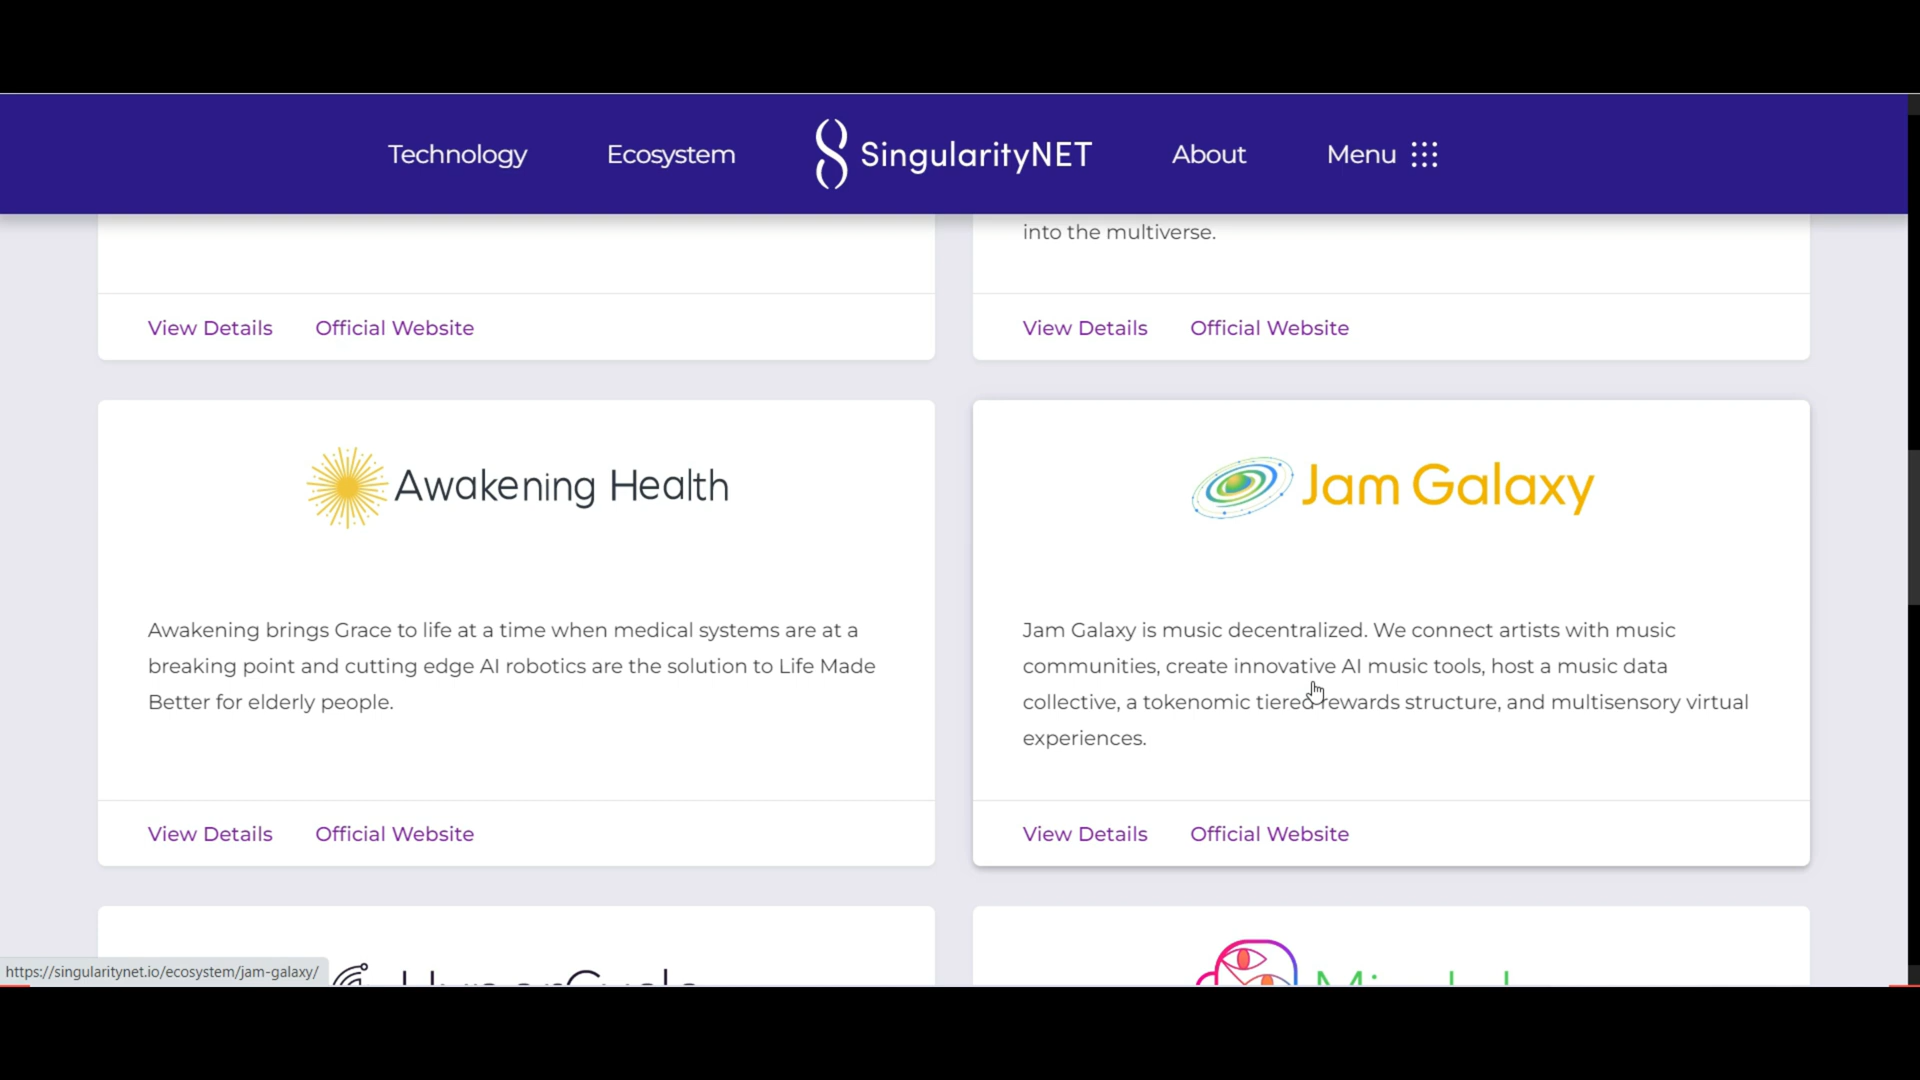 Technology Ecosystem SingularityNET About Menu
into the multiverse.
View Details Official Website
View Details Official Website
Awakening Health
Awakening brings Grace to life at a time when medical systems are at a
breaking point and cutting edge AI robotics are the solution to Life Made
Better for elderly people.
View Details Official Website
Jam Galaxy
Jam Galaxy is music decentralized. We connect artists with music
communities, create innovative AI music tools, host a music data
collective, a tokenomic tiered rewards structure, and multisensory virtual
experiences.
View Details Official Website
https://singularitynet.io/ecosystem/jam-galaxy/